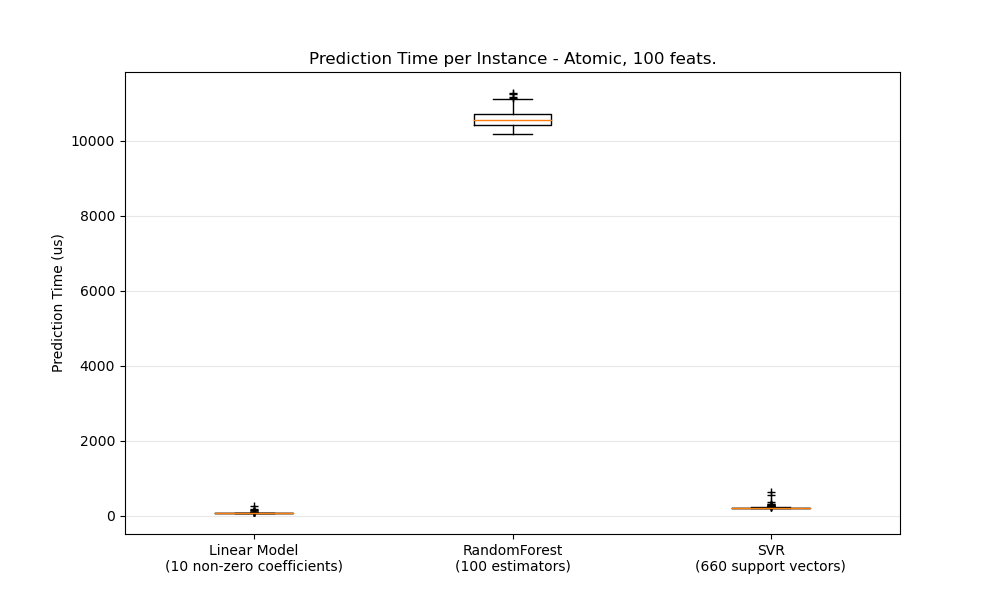 Prediction Time per Instance - Atomic, 100 feats.
Prediction Time (us)
10000
8000
6000
4000
2000
0
Linear Model
(10 non-zero coefficients)
RandomForest
(100 estimators)
SVR
(660 support vectors)